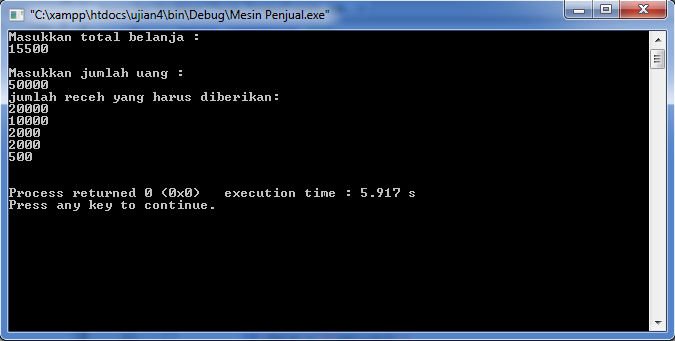 "C:\xampp\htdocs\ujian4\bin\Debug\Mesin Penjual.exe"
Masukkan total belanja :
15500
Masukkan jumlah uang :
50000
jumlah receh yang harus diberikan:
20000
10000
2000
2000
500
Process returned 0 (0x0)   execution time : 5.917 s
Press any key to continue.